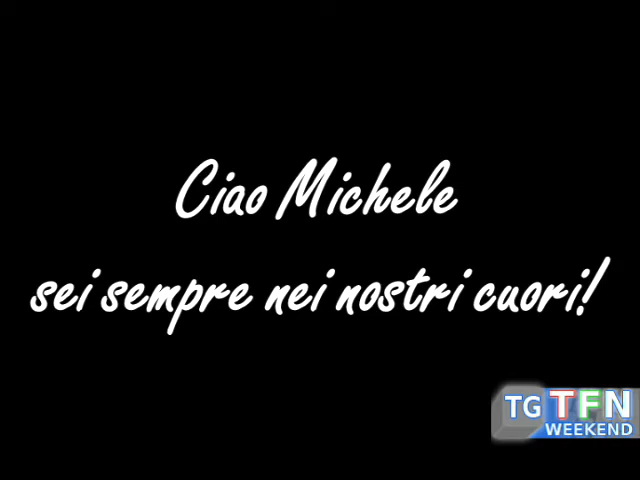 Ciao Michele
sei sempre nei nostri cuori!
TG TFN
WEEKEND